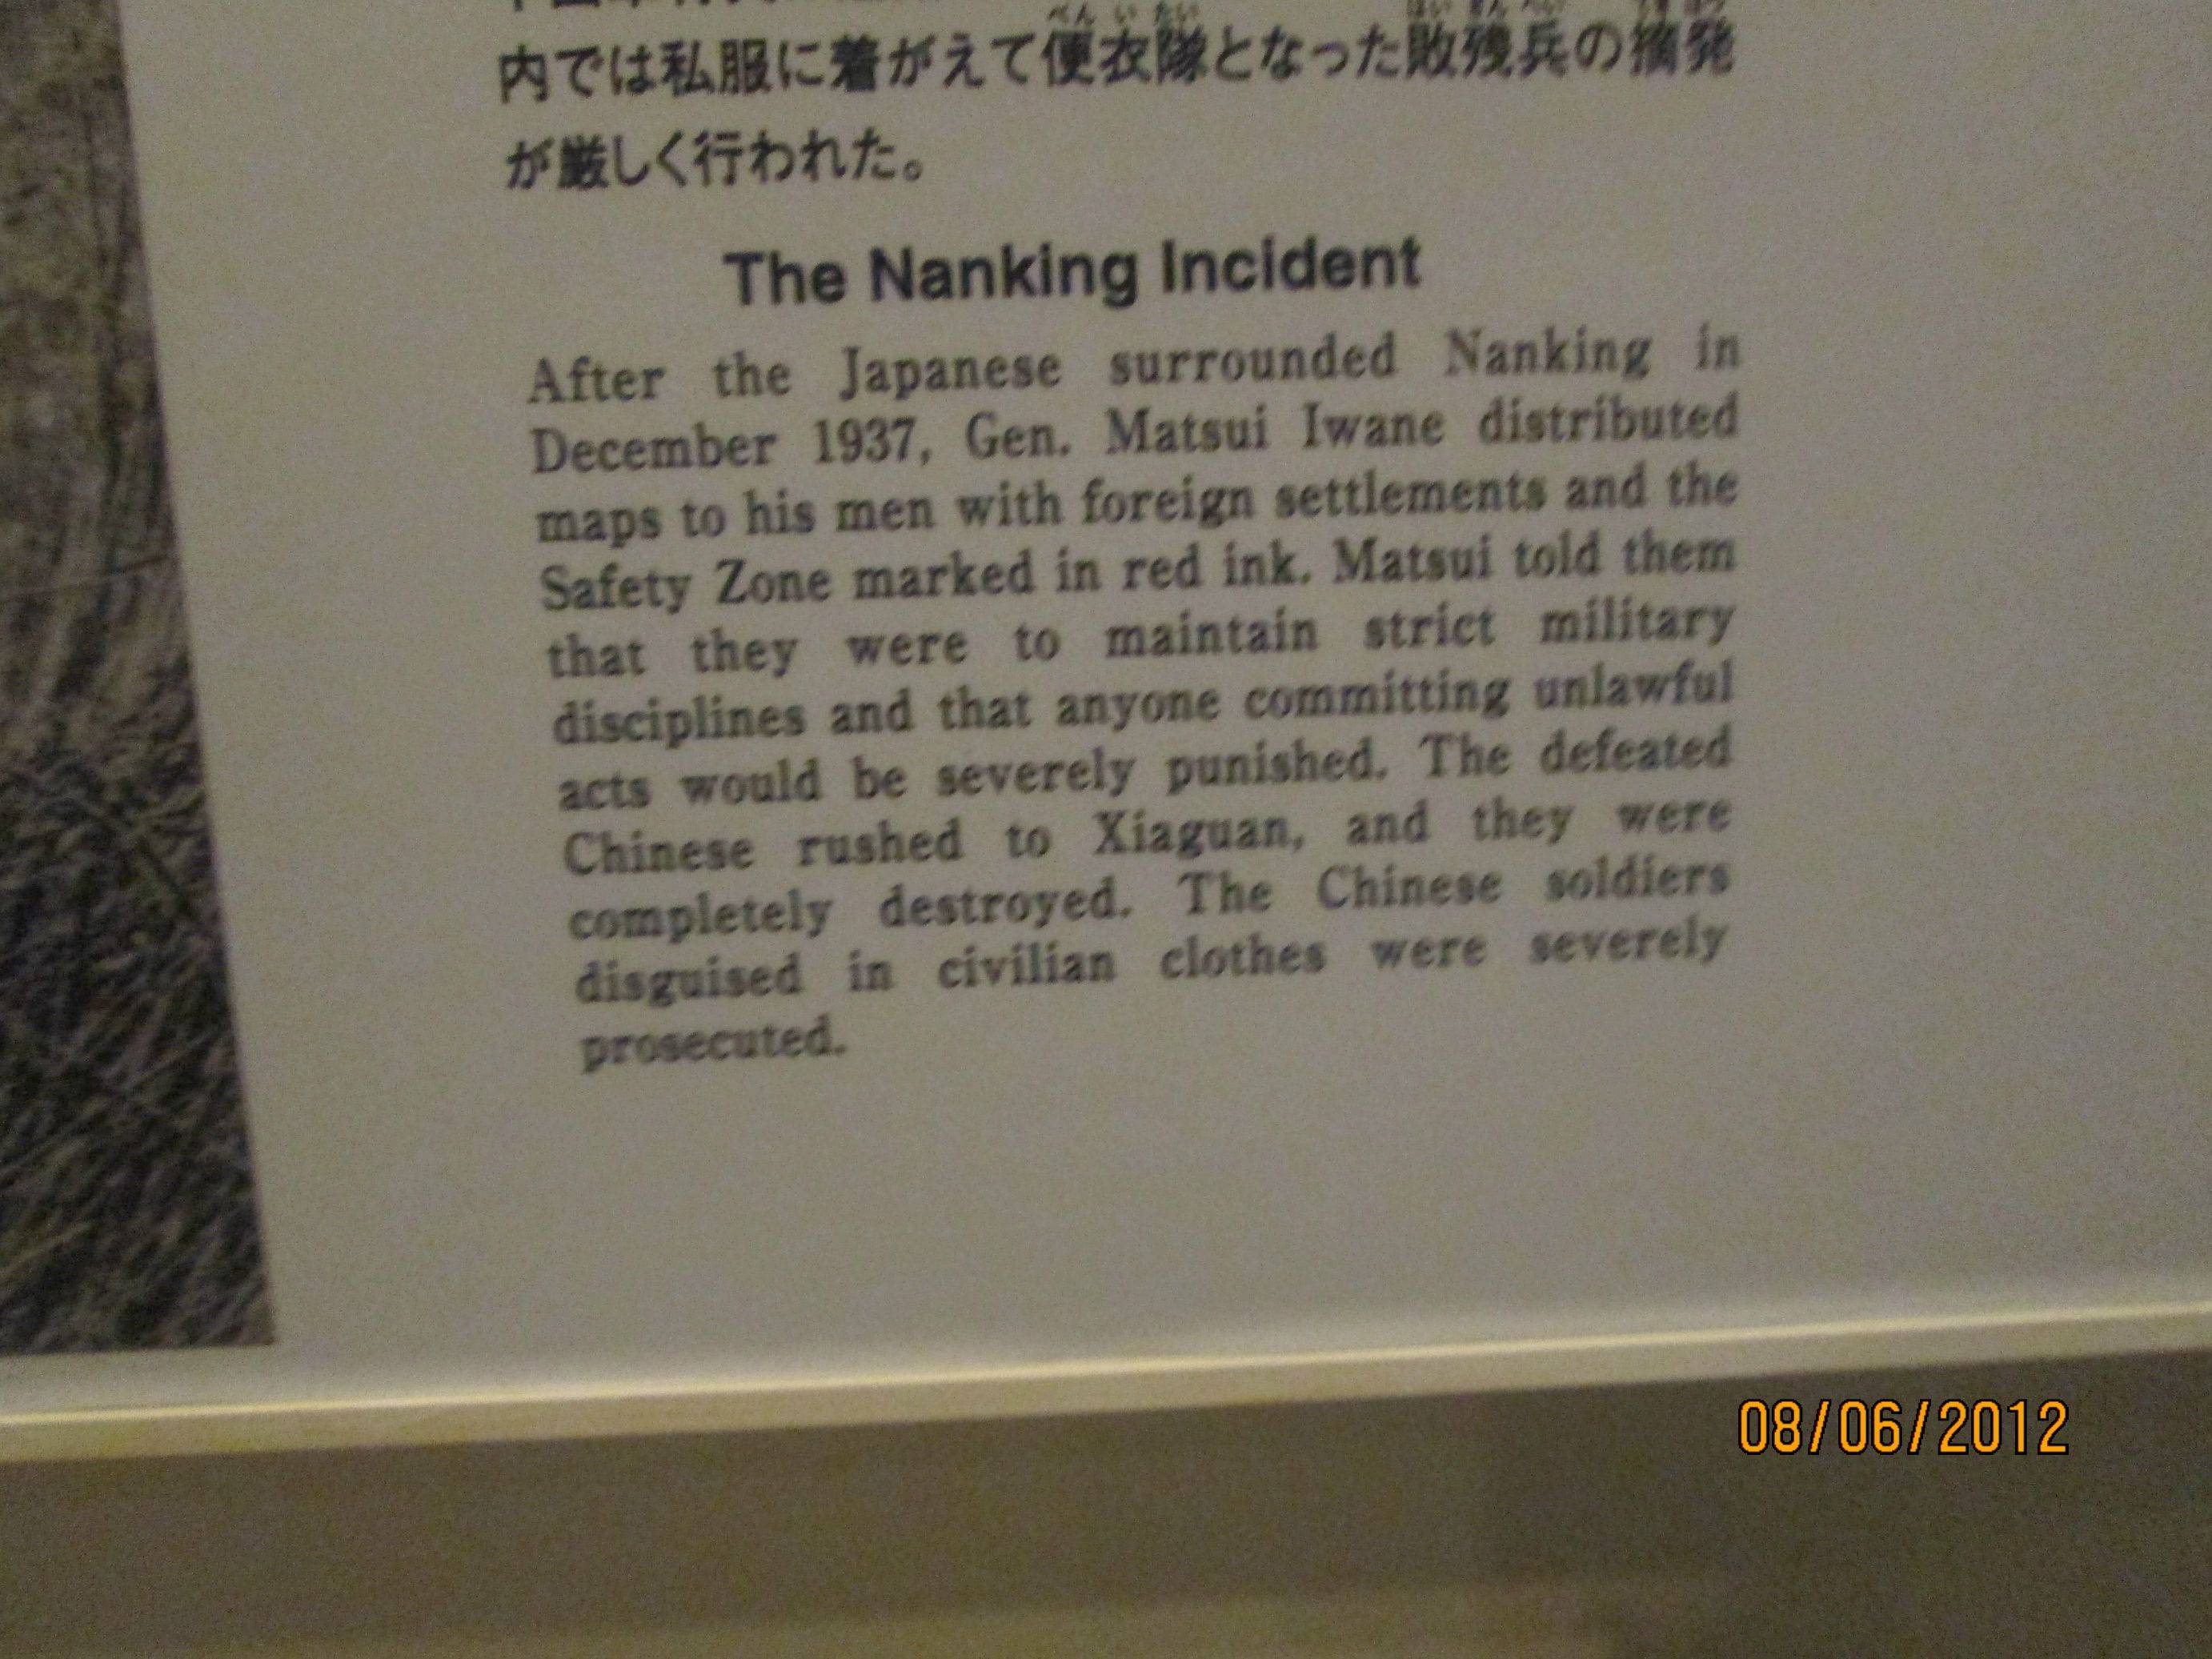 内では私服に着がえて便衣隊となった敗残兵の摘発
が厳しく行われた。
The Nanking Incident
After the Japanese surrounded Nanking in
December 1937, Gen. Matsui Iwane distributed
maps to his men with foreign settlements and the
Safety Zone marked in red ink. Matsui told them
that they were to maintain strict military
disciplines and that anyone committing unlawful
acts would be severely punished. The defeated
Chinese rushed to Xiaguan, and they were
completely destroyed. The Chinese soldiers
disguised in civilian clothes were severely
prosecuted.
08/06/2012